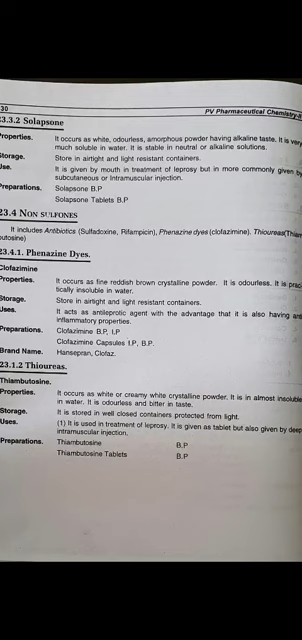 30
PV Pharmaceutical Chemistry-II
23.3.2 Solapsone
Properties. It occurs as white, odourless, amorphous powder having alkaline taste. It is very
much soluble in water. It is stable in neutral or alkaline solutions.
Storage. Store in airtight and light resistant containers.
Use. It is given by mouth in treatment of leprosy but in more commonly given by
subcutaneous or Intramuscular injection.
Preparations. Solapsone B.P
Solapsone Tablets B.P
23.4 NON SULFONES
It includes Antibiotics (Sulfadoxine, Rifampicin), Phenazine dyes (clofazimine). Thioureas(Thiam
butosine)
23.4.1. Phenazine Dyes.
Clofazimine
Properties. It occurs as fine reddish brown crystalline powder. It is odourless. It is prac
tically insoluble in water.
Storage. Store in airtight and light resistant containers.
Uses. It acts as antileprotic agent with the advantage that it is also having anti
inflammatory properties.
Preparations. Clofazimine B.P, I.P
Clofazimine Capsules I.P, B.P.
Brand Name. Hansepran, Clofaz.
23.1.2 Thioureas.
Thiambutosine.
Properties. It occurs as white or creamy white crystalline powder. It is in almost insoluble
in water. It is odourless and bitter in taste.
Storage. It is stored in well closed containers protected from light.
Uses. (1) It is used in treatment of leprosy. It is given as tablet but also given by deep
intramuscular injection.
Preparations. Thiambutosine B.P
Thiambutosine Tablets B.P